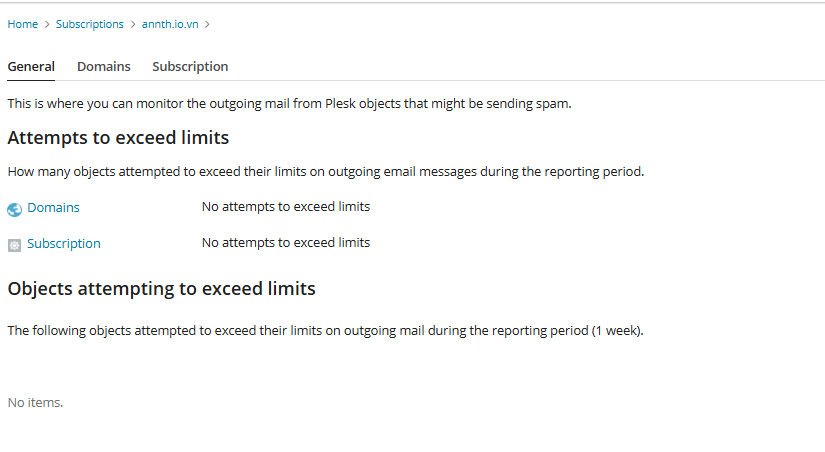 Home > Subscriptions > annth.io.vn >
General Domains Subscription
This is where you can monitor the outgoing mail from Plesk objects that might be sending spam.
Attempts to exceed limits
How many objects attempted to exceed their limits on outgoing email messages during the reporting period.
Domains No attempts to exceed limits
Subscription No attempts to exceed limits
Objects attempting to exceed limits
The following objects attempted to exceed their limits on outgoing mail during the reporting period (1 week).
No items.